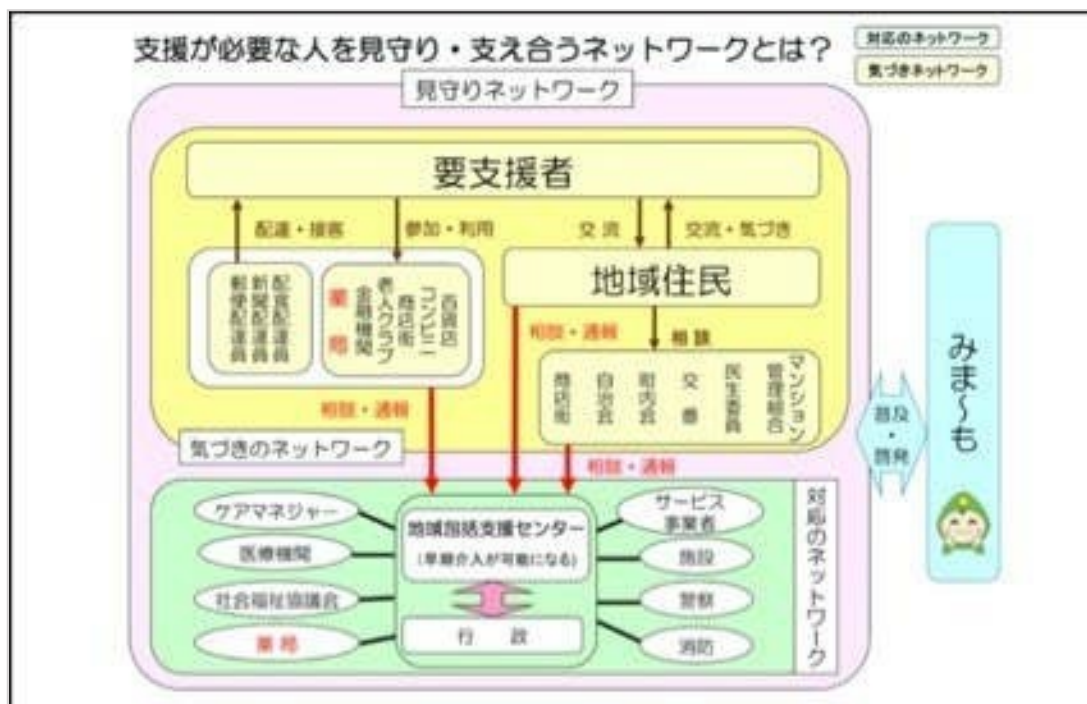 支援が必要な人を見守り・支え合うネットワークとは？
対応のネットワーク
気づきネットワーク
見守りネットワーク
要支援者
配達・接客
参加・利用
交流
交流・気づき
郵便配達員
新聞配達員
配食配達員
薬局
金融機関
老人クラブ
商店街
コンビニ
百貨店
地域住民
相談・通報
相談
商店街
自治会
町内会
交番
民生委員
マンション
管理組合
相談・通報
気づきのネットワーク
相談・通報
普及
・
啓発
みま～も
ケアマネジャー
医療機関
社会福祉協議会
薬局
地域包括支援センター
(早期介入が可能になる)
行政
サービス
事業者
施設
警察
消防
対応のネットワーク